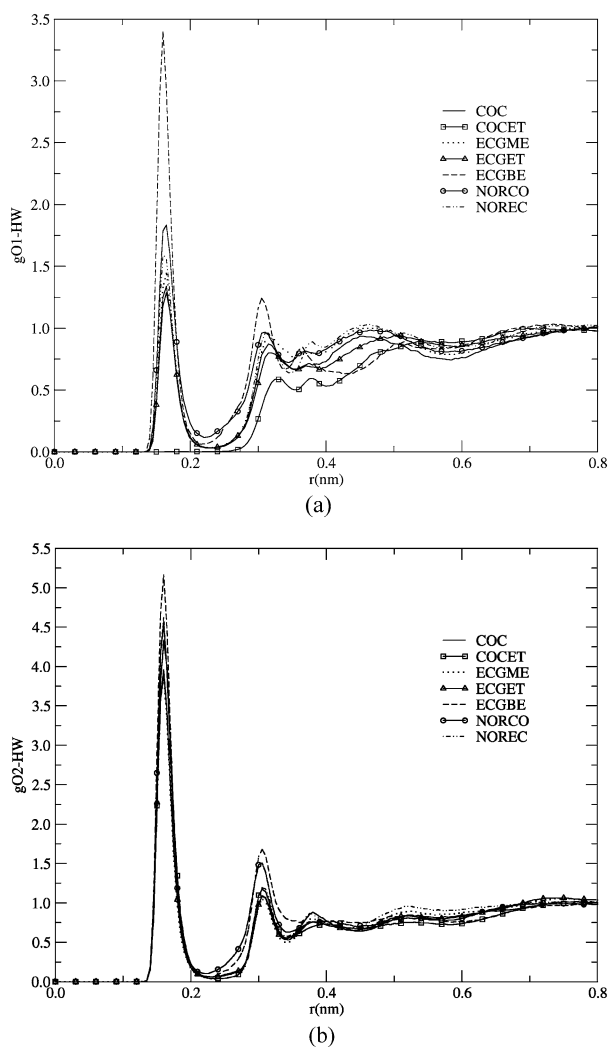 3.5
3.0
2.5
2.0
1.5
1.0
0.5
0.0
gO1-HW
COC
COCET
ECGME
ECGET
ECGBE
NORCO
NOREC
0.0 0.2 0.4 0.6 0.8
r(nm)
(a)
5.5
5.0
4.5
4.0
3.5
3.0
2.5
2.0
1.5
1.0
0.5
0.0
gO2-HW
COC
COCET
ECGME
ECGET
ECGBE
NORCO
NOREC
0.0 0.2 0.4 0.6 0.8
r(nm)
(b)